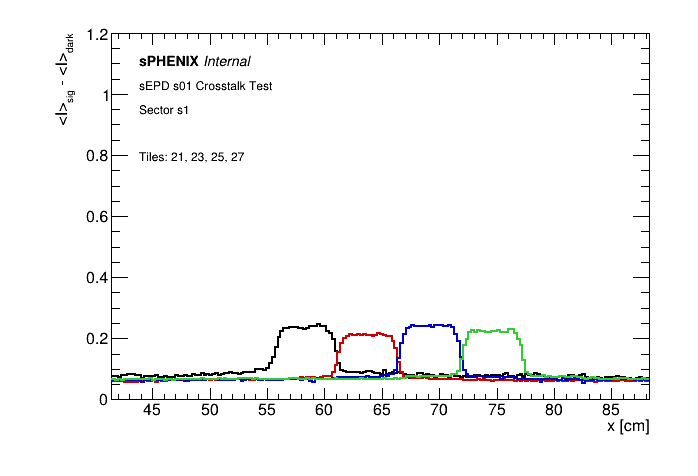 1.2
1
0.8
0.6
0.4
0.2
0
<I>sig - <I>dark
sPHENIX Internal
sEPD s01 Crosstalk Test
Sector s1
Tiles: 21, 23, 25, 27
45 50 55 60 65 70 75 80 85
x [cm]